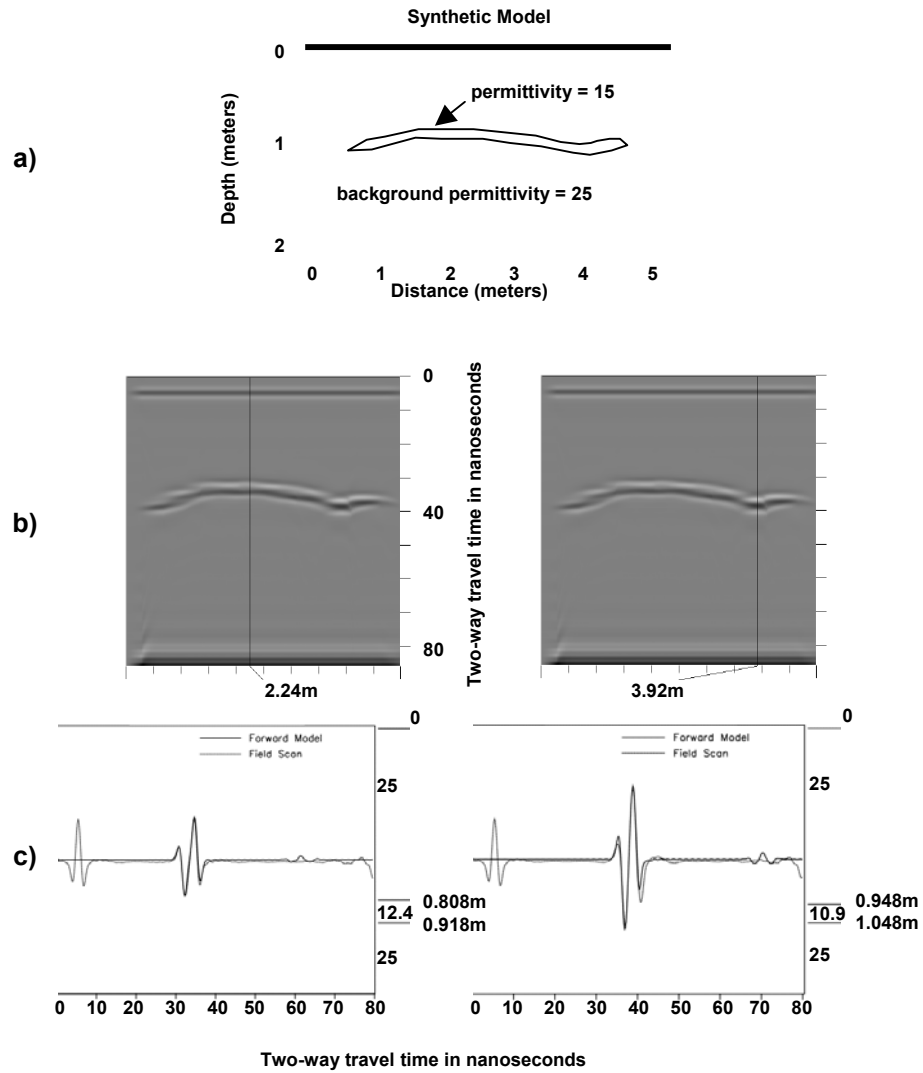 Synthetic Model
0
permittivity = 15
1
a)
Depth (meters)
background permittivity = 25
2
0 1 2 3 4 5
Distance (meters)
0
b)
40
Two-way travel time in nanoseconds
80
2.24m
3.92m
0
Forward Model
Field Scan
25
c)
0.808m
12.4
0.918m
25
0 10 20 30 40 50 60 70 80
0
Forward Model
Field Scan
25
0.948m
10.9
1.048m
25
0 10 20 30 40 50 60 70 80
Two-way travel time in nanoseconds